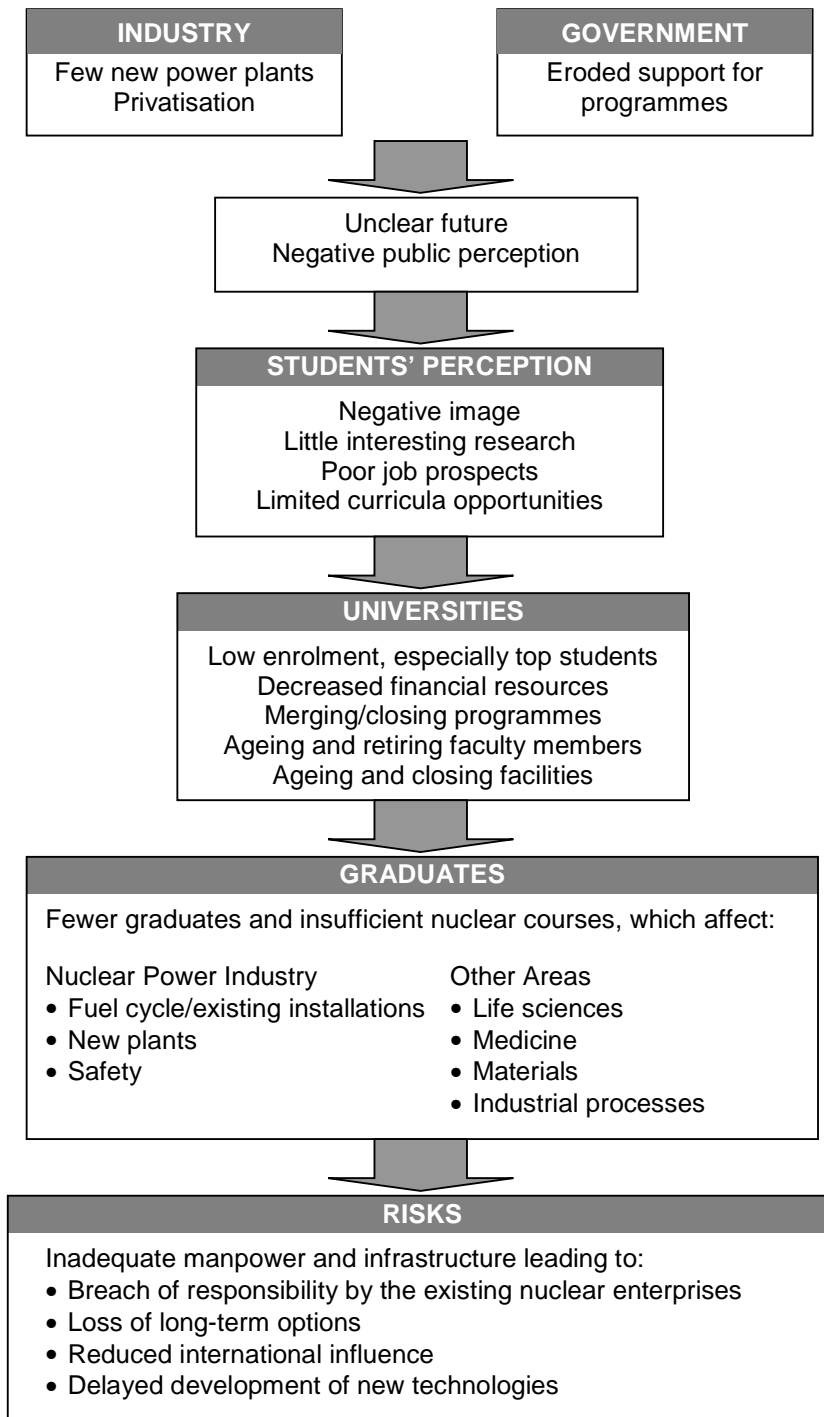 INDUSTRY
Few new power plants
Privatisation
GOVERNMENT
Eroded support for
programmes
Unclear future
Negative public perception
STUDENTS’ PERCEPTION
Negative image
Little interesting research
Poor job prospects
Limited curricula opportunities
UNIVERSITIES
Low enrolment, especially top students
Decreased financial resources
Merging/closing programmes
Ageing and retiring faculty members
Ageing and closing facilities
GRADUATES
Fewer graduates and insufficient nuclear courses, which affect:
Nuclear Power Industry
• Fuel cycle/existing installations
• New plants
• Safety
Other Areas
• Life sciences
• Medicine
• Materials
• Industrial processes
RISKS
Inadequate manpower and infrastructure leading to:
• Breach of responsibility by the existing nuclear enterprises
• Loss of long-term options
• Reduced international influence
• Delayed development of new technologies